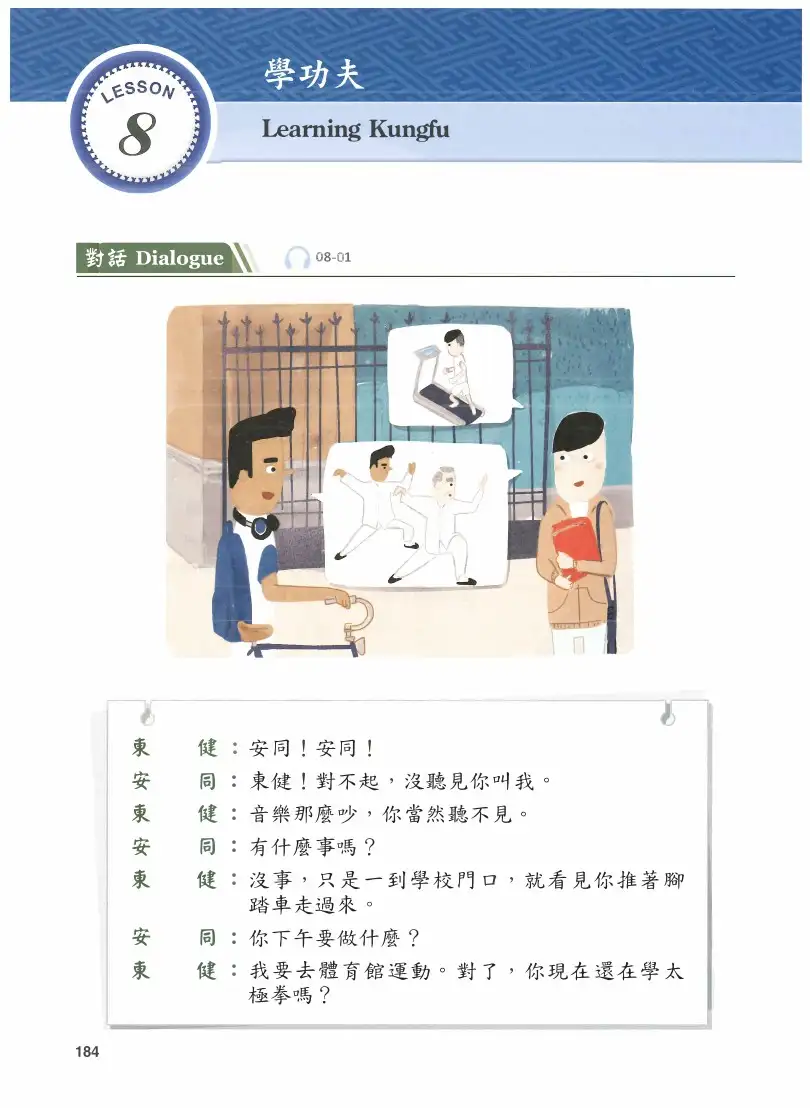 LESSON
8
學功夫
Learning Kungfu
對話 Dialogue
08-01
東 健：安同！安同！
安 同：東健！對不起，沒聽見你叫我。
東 健：音樂那麼吵，你當然聽不見。
安 同：有什麼事嗎？
東 健：沒事，只是一到學校門口，就看見你推著腳
踏車走過來。
安 同：你下午要做什麼？
東 健：我要去體育館運動。對了，你現在還在學太
極拳嗎？
184